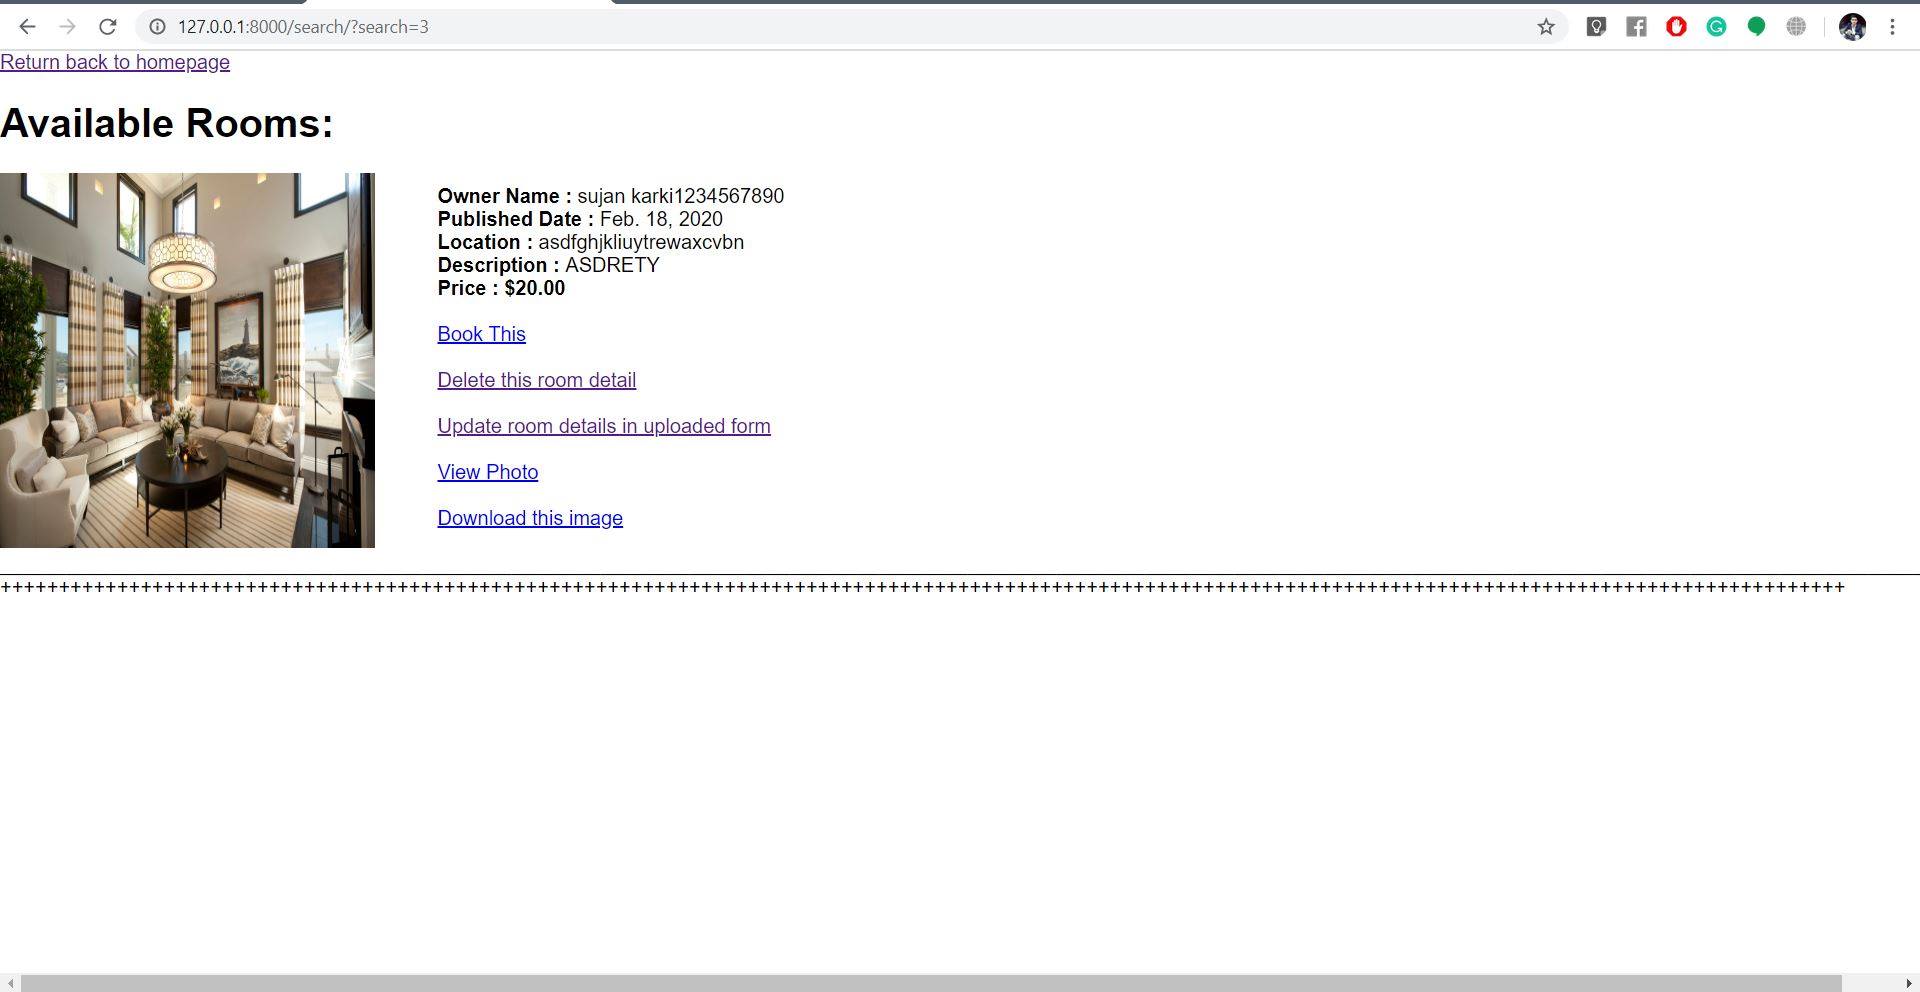 127.0.0.1:8000/search/?search=3
Return back to homepage
Available Rooms:
Owner Name : sujan karki1234567890
Published Date : Feb. 18, 2020
Location : asdfghjkliuytrewaxcvbn
Description : ASDRETY
Price : $20.00
Book This
Delete this room detail
Update room details in uploaded form
View Photo
Download this image
++++++++++++++++++++++++++++++++++++++++++++++++++++++++++++++++++++++++++++++++++++++++++++++++++++++++++++++++++++++++++++++++++++++++++++++++++++++++++++++